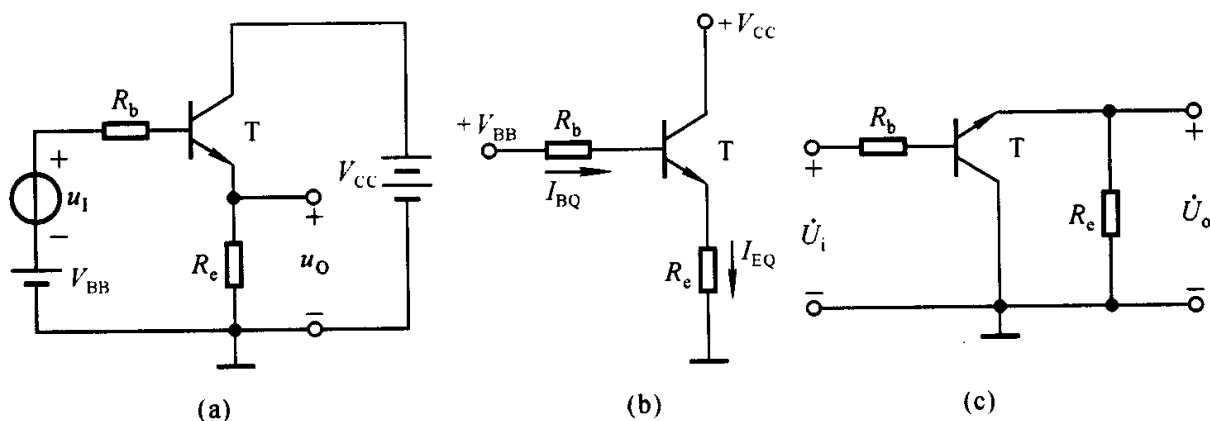 R_b
T
+
u_I
−
V_BB
R_e
+
u_O
−
V_CC
(a)
+V_CC
+V_BB
R_b
T
I_BQ
R_e
I_EQ
(b)
R_b
T
+
U̇_i
−
R_e
+
U̇_o
−
(c)